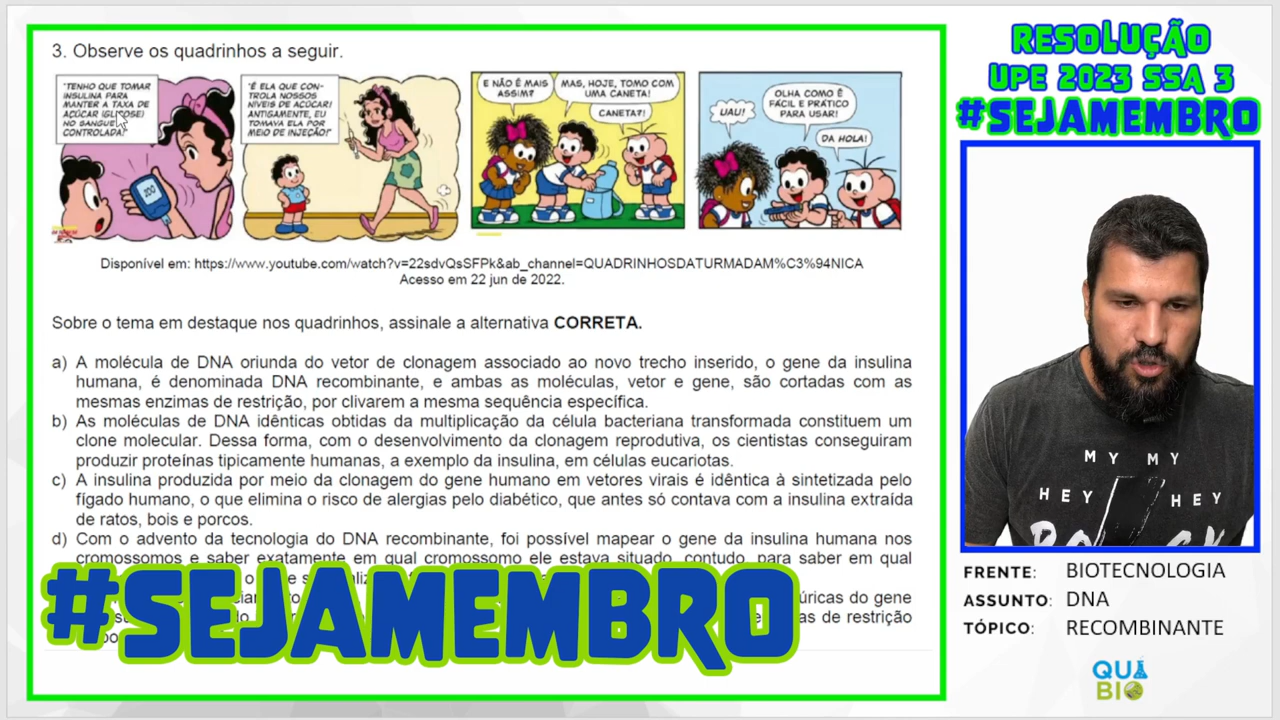 3. Observe os quadrinhos a seguir.
"TENHO QUE TOMAR
INSULINA PARA
MANTER A TAXA DE
AÇÚCAR (GLICOSE)
NO SANGUE
CONTROLADA!"
"É ELA QUE CON-
TROLA NOSSOS
NÍVEIS DE AÇÚCAR!
ANTIGAMENTE, EU
TOMAVA ELA POR
MEIO DE INJEÇÃO!"
E NÃO É MAIS
ASSIM?
MAS, HOJE, TOMO COM
UMA CANETA!
CANETA?!
UAU!
OLHA COMO É
FÁCIL E PRÁTICO
PARA USAR!
DA HOLA!
Disponível em: https://www.youtube.com/watch?v=22sdvQsSFPk&ab_channel=QUADRINHOSDATURMADAM%C3%94NICA
Acesso em 22 jun de 2022.
Sobre o tema em destaque nos quadrinhos, assinale a alternativa CORRETA.
a) A molécula de DNA oriunda do vetor de clonagem associado ao novo trecho inserido, o gene da insulina
humana, é denominada DNA recombinante, e ambas as moléculas, vetor e gene, são cortadas com as
mesmas enzimas de restrição, por clivarem a mesma sequência específica.
b) As moléculas de DNA idênticas obtidas da multiplicação da célula bacteriana transformada constituem um
clone molecular. Dessa forma, com o desenvolvimento da clonagem reprodutiva, os cientistas conseguiram
produzir proteínas tipicamente humanas, a exemplo da insulina, em células eucariotas.
c) A insulina produzida por meio da clonagem do gene humano em vetores virais é idêntica à sintetizada pelo
fígado humano, o que elimina o risco de alergias pelo diabético, que antes só contava com a insulina extraída
de ratos, bois e porcos.
d) Com o advento da tecnologia do DNA recombinante, foi possível mapear o gene da insulina humana nos
cromossomos e saber exatamente em qual cromossomo ele estava situado, contudo, para saber em qual
do gene
de restrição
#SEJAMEMBRO
RESOLUÇÃO
UPE 2023 SSA 3
#SEJAMEMBRO
MY MY
HEY HEY
FRENTE: BIOTECNOLOGIA
ASSUNTO: DNA
TÓPICO: RECOMBINANTE
QUÍ
BIO